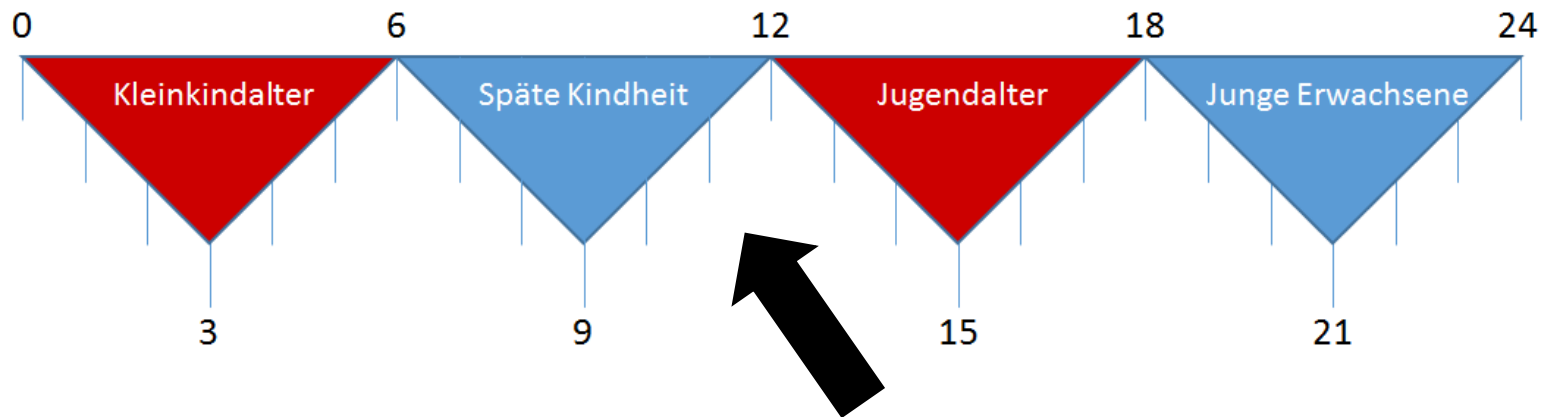 0 6 12 18 24
Kleinkindalter Späte Kindheit Jugendalter Junge Erwachsene
3 9 15 21